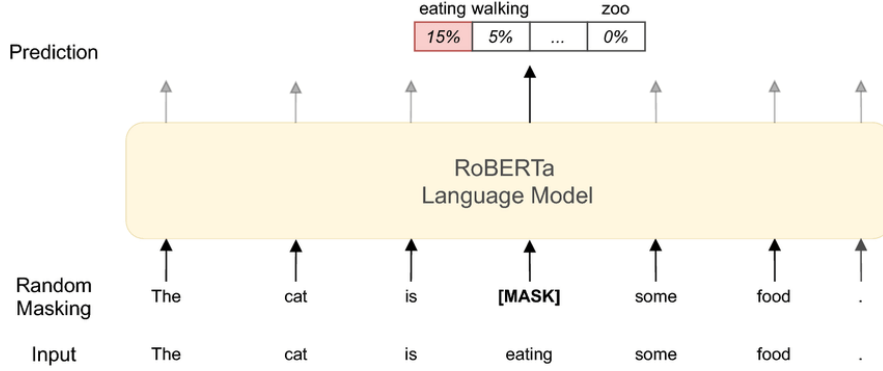 eating walking zoo
15% 5% ... 0%
Prediction
RoBERTa
Language Model
Random
Masking
The cat is [MASK] some food .
Input The cat is eating some food .